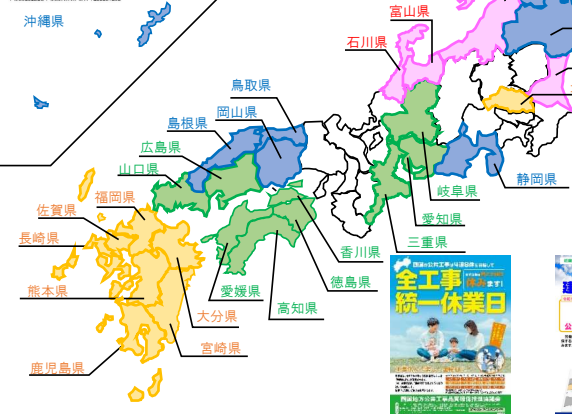 沖縄県
富山県
石川県
鳥取県
岡山県
島根県
広島県
山口県
福岡県
佐賀県
長崎県
熊本県
鹿児島県
大分県
宮崎県
愛媛県
高知県
徳島県
香川県
三重県
愛知県
岐阜県
静岡県
全工事
統一休業日